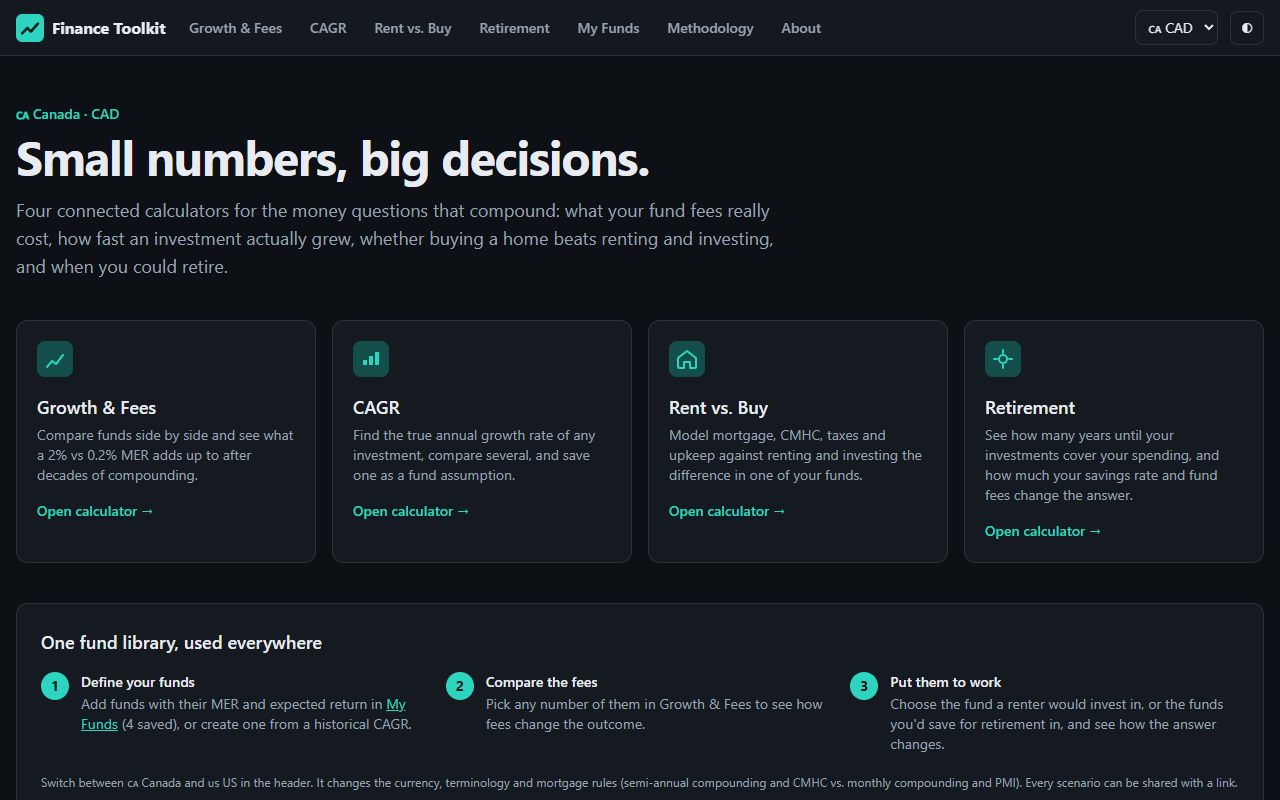 Finance Toolkit
Growth & Fees
CAGR
Rent vs. Buy
Retirement
My Funds
Methodology
About
CA CAD
CA Canada · CAD
Small numbers, big decisions.
Four connected calculators for the money questions that compound: what your fund fees really
cost, how fast an investment actually grew, whether buying a home beats renting and investing,
and when you could retire.
Growth & Fees
Compare funds side by side and see what
a 2% vs 0.2% MER adds up to after
decades of compounding.
Open calculator →
CAGR
Find the true annual growth rate of any
investment, compare several, and save
one as a fund assumption.
Open calculator →
Rent vs. Buy
Model mortgage, CMHC, taxes and
upkeep against renting and investing the
difference in one of your funds.
Open calculator →
Retirement
See how many years until your
investments cover your spending, and
how much your savings rate and fund
fees change the answer.
Open calculator →
One fund library, used everywhere
1
Define your funds
Add funds with their MER and expected return in My
Funds (4 saved), or create one from a historical CAGR.
2
Compare the fees
Pick any number of them in Growth & Fees to see how
fees change the outcome.
3
Put them to work
Choose the fund a renter would invest in, or the funds
you'd save for retirement in, and see how the answer
changes.
Switch between CA Canada and US US in the header. It changes the currency, terminology and mortgage rules (semi-annual compounding and CMHC vs. monthly compounding and PMI). Every scenario can be shared with a link.